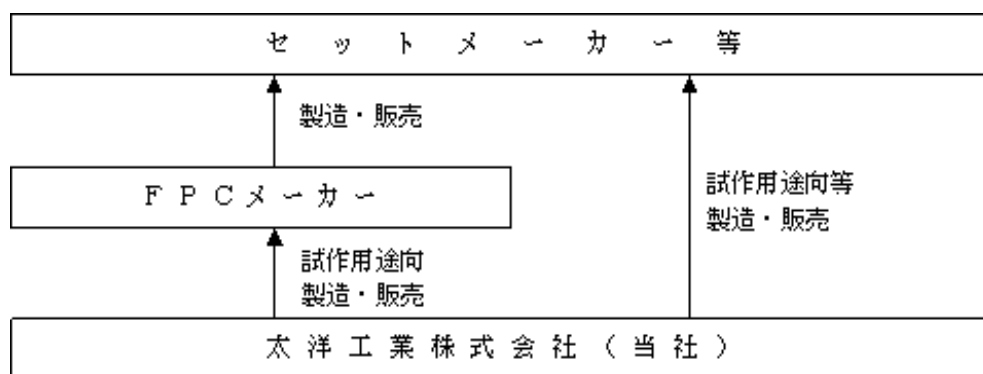 セットメーカー等
製造・販売
FPCメーカー
試作用途向等
製造・販売
試作用途向
製造・販売
太洋工業株式会社(当社)